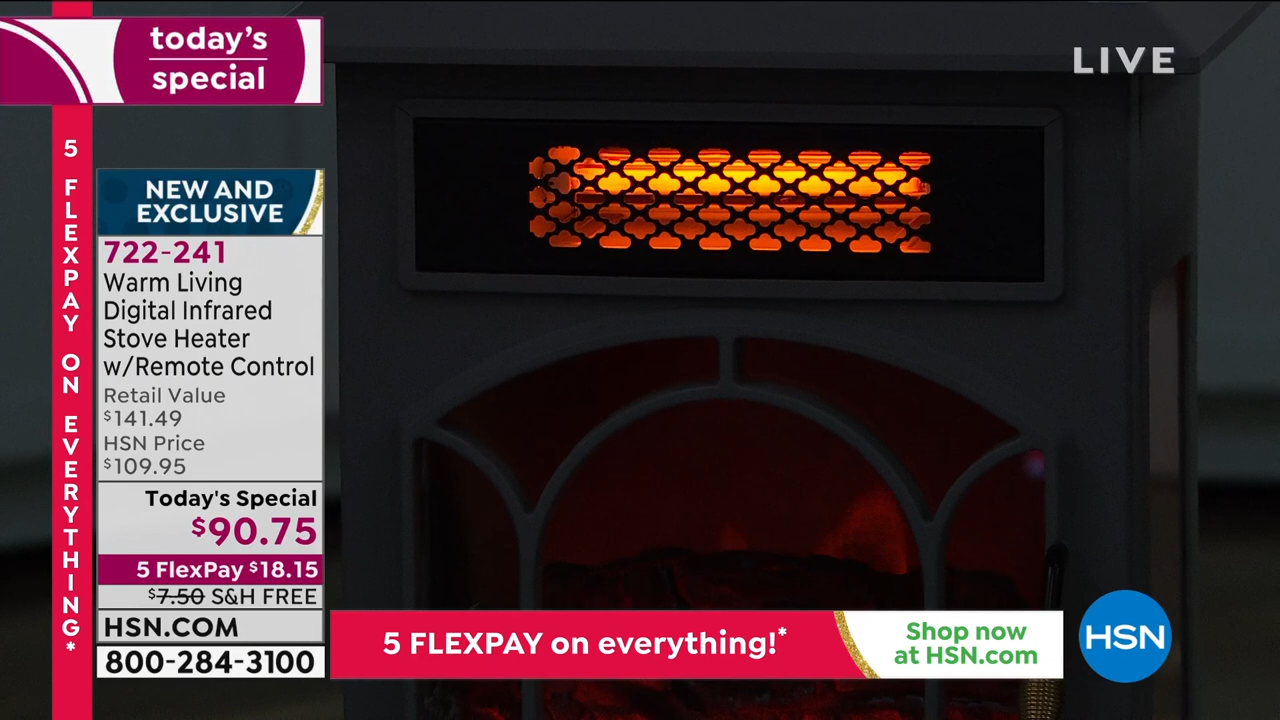 today's
special
LIVE
5 FLEXPAY ON EVERYTHING*
NEW AND
EXCLUSIVE
722-241
Warm Living
Digital Infrared
Stove Heater
w/Remote Control
Retail Value
$141.49
HSN Price
$109.95
Today's Special
$90.75
5 FlexPay $18.15
$7.50 S&H FREE
HSN.COM
800-284-3100
5 FLEXPAY on everything!*
Shop now
at HSN.com
HSN